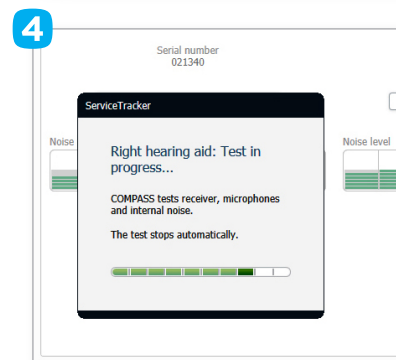 4
Serial number
021340
ServiceTracker
Noise
Noise level
Right hearing aid: Test in
progress...
COMPASS tests receiver, microphones
and internal noise.
The test stops automatically.